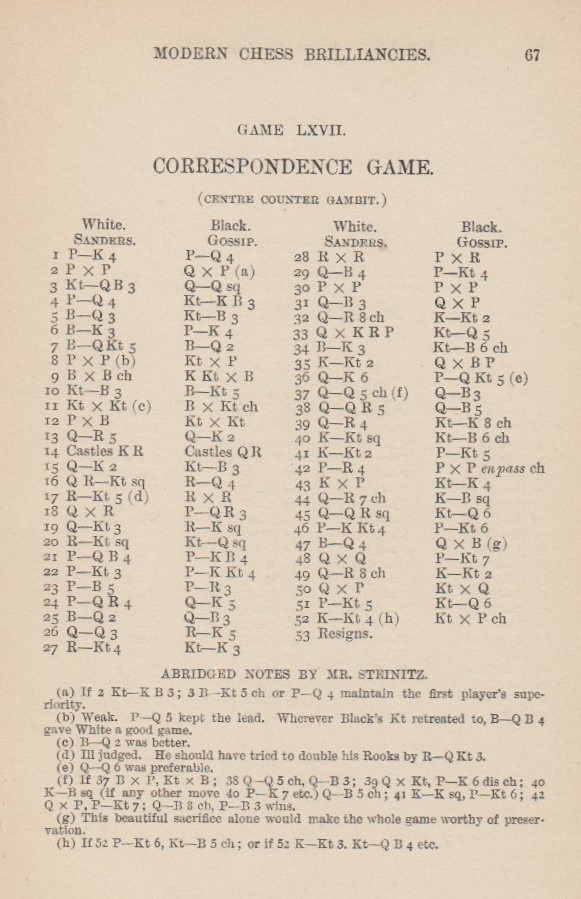 MODERN CHESS BRILLIANCIES. 67
GAME LXVII.
CORRESPONDENCE GAME.
(CENTRE COUNTER GAMBIT.)
White. Black. White. Black.
SANDERS. GOSSIP. SANDERS. GOSSIP.
1 P—K 4 P—Q 4 28 R X R P X R
2 P X P Q X P (a) 29 Q—B 4 P—Kt 4
3 Kt—QB 3 Q—Q sq 30 P X P P X P
4 P—Q 4 Kt—K B 3 31 Q—B 3 Q X P
5 B—Q 3 Kt—B 3 32 Q—R 8 ch K—Kt 2
6 B—K 3 P—K 4 33 Q X K R P Kt—Q 5
7 B—QKt 5 B—Q 2 34 B—K 3 Kt—B 6 ch
8 P X P (b) Kt X P 35 K—Kt 2 Q X BP
9 B X B ch K Kt X B 36 Q—K 6 P—Q Kt 5 (e)
10 Kt—B 3 B—Kt 5 37 Q—Q 5 ch (f) Q—B3
11 Kt X Kt (c) B X Kt ch 38 Q—Q R 5 Q—B 5
12 P X B Kt X Kt 39 Q—R 4 Kt—K 8 ch
13 Q—R 5 Q—K 2 40 K—Kt sq Kt—B 6 ch
14 Castles K R Castles Q R 41 K—Kt 2 P—Kt 5
15 Q—K 2 Kt—B 3 42 P—R 4 P X P en pass ch
16 Q R—Kt sq R—Q 4 43 K X P Kt—K 4
17 R—Kt 5 (d) R X R 44 Q—R 7 ch K—B sq
18 Q X R P—QR 3 45 Q—Q R sq Kt—Q 6
19 Q—Kt 3 R—K sq 46 P—K Kt 4 P—Kt 6
20 R—Kt sq Kt—Q sq 47 B—Q 4 Q X B (g)
21 P—Q B 4 P—K B 4 48 Q X Q P—Kt 7
22 P—Kt 3 P—K Kt 4 49 Q—R 8 ch K—Kt 2
23 P—B 5 P—R 3 50 Q X P Kt X Q
24 P—Q R 4 Q—K 5 51 P—Kt 5 Kt—Q 6
25 B—Q 2 Q—B 3 52 K—Kt 4 (h) Kt X P ch
26 Q—Q 3 R—K 5 53 Resigns.
27 R—Kt 4 Kt—K 3
ABRIDGED NOTES BY MR. STEINITZ.
(a) If 2 Kt—K B 3; 3 B—Kt 5 ch or P—Q 4 maintain the first player's supe-
riority.
(b) Weak. P—Q 5 kept the lead. Wherever Black's Kt retreated to, B—Q B 4
gave White a good game.
(c) B—Q 2 was better.
(d) Ill judged. He should have tried to double his Rooks by R—Q Kt 3.
(e) Q—Q 6 was preferable.
(f) If 37 B X P, Kt X B; 38 Q—Q 5 ch, Q—B 3; 39 Q X Kt, P—K 6 dis ch; 40
K—B sq (if any other move 40 P—K 7 etc.) Q—B 5 ch; 41 K—K sq, P—Kt 6; 42
Q X P, P—Kt 7; Q—B 3 ch, P—B 3 wins.
(g) This beautiful sacrifice alone would make the whole game worthy of preser-
vation.
(h) If 52 P—Kt 6, Kt—B 5 ch; or if 52 K—Kt 3. Kt—Q B 4 etc.